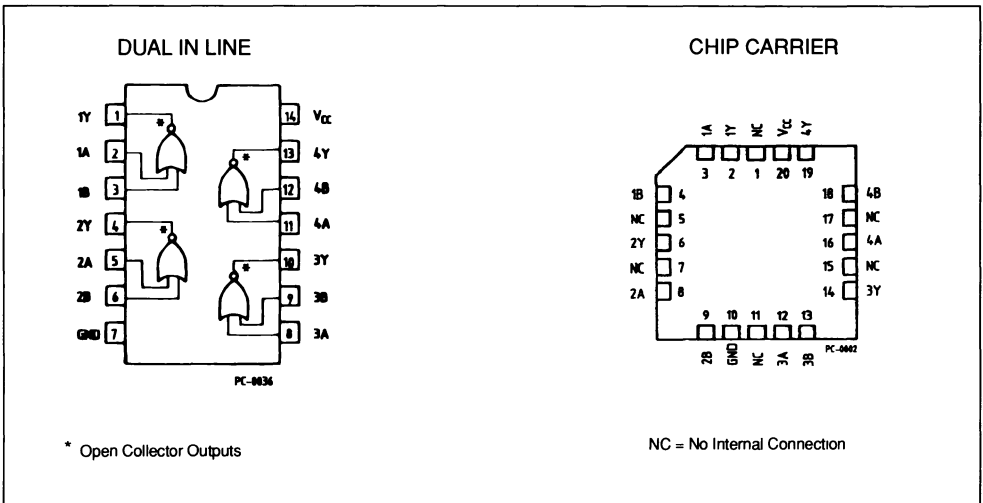 DUAL IN LINE
1Y 1
1A 2
1B 3
2Y 4
2A 5
2B 6
GND 7
14 Vcc
13 4Y
12 4B
11 4A
10 3Y
9 3B
8 3A
*
*
*
*
PC-0036
* Open Collector Outputs
CHIP CARRIER
1A 1Y NC Vcc 4Y
3 2 1 20 19
1B 4
NC 5
2Y 6
NC 7
2A 8
18 4B
17 NC
16 4A
15 NC
14 3Y
9 10 11 12 13
2B GND NC 3A 3B
PC-0002
NC = No Internal Connection